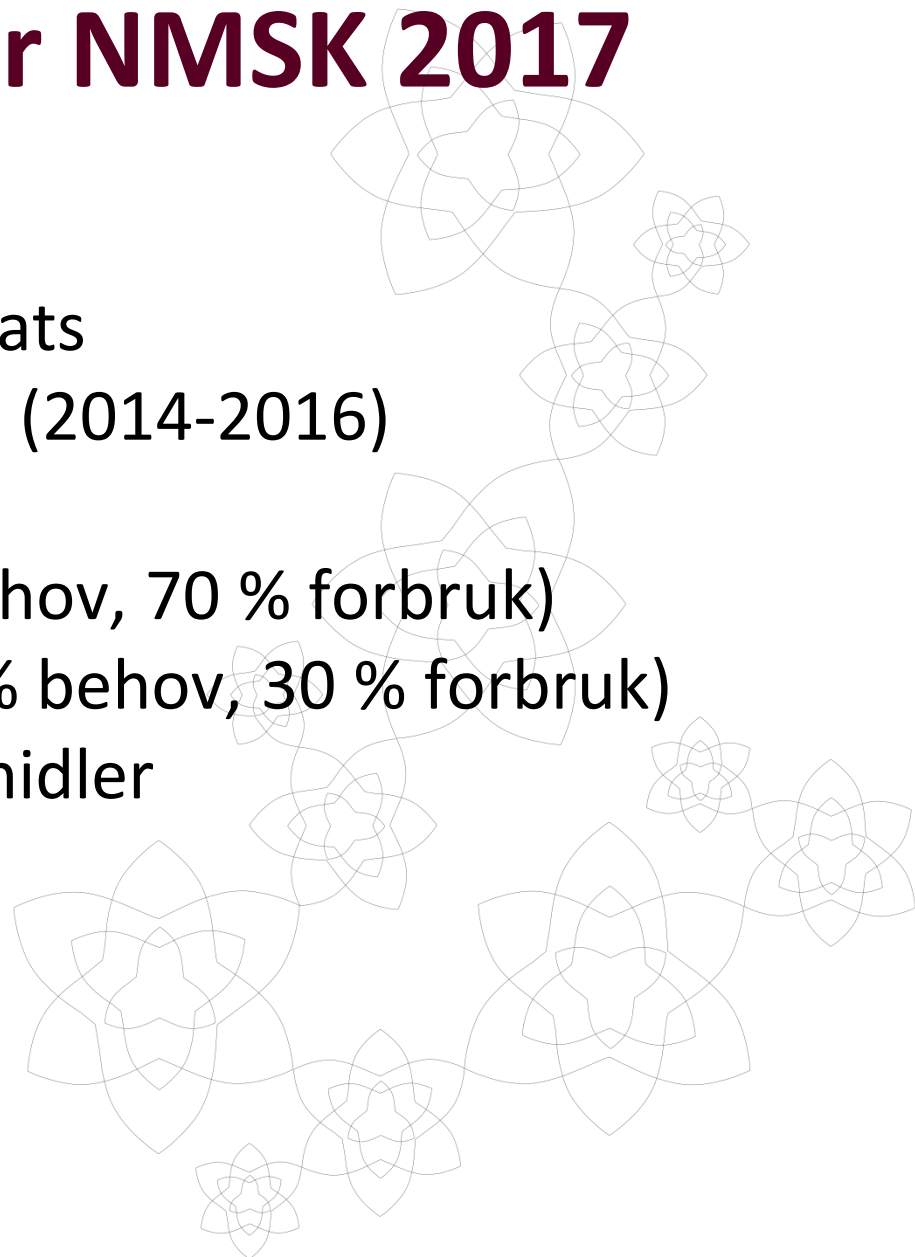 r NMSK 2017
ats
(2014-2016)
hov, 70 % forbruk)
% behov, 30 % forbruk)
nidler